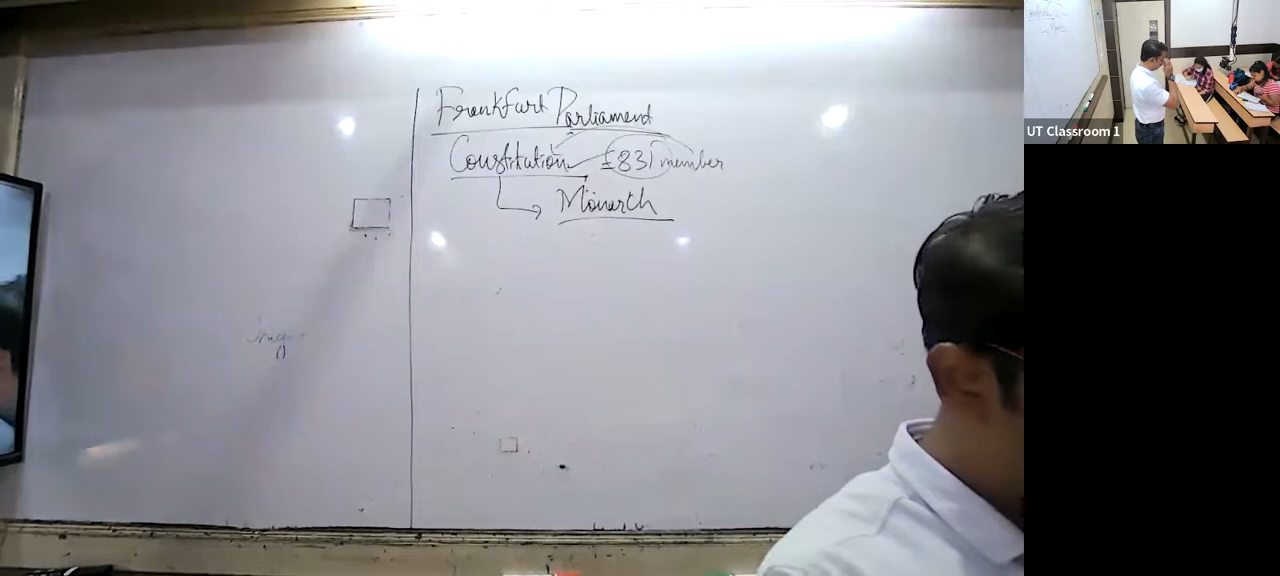 Frankfurt Parliament
Constitution 831 member
Monarch
UT Classroom 1